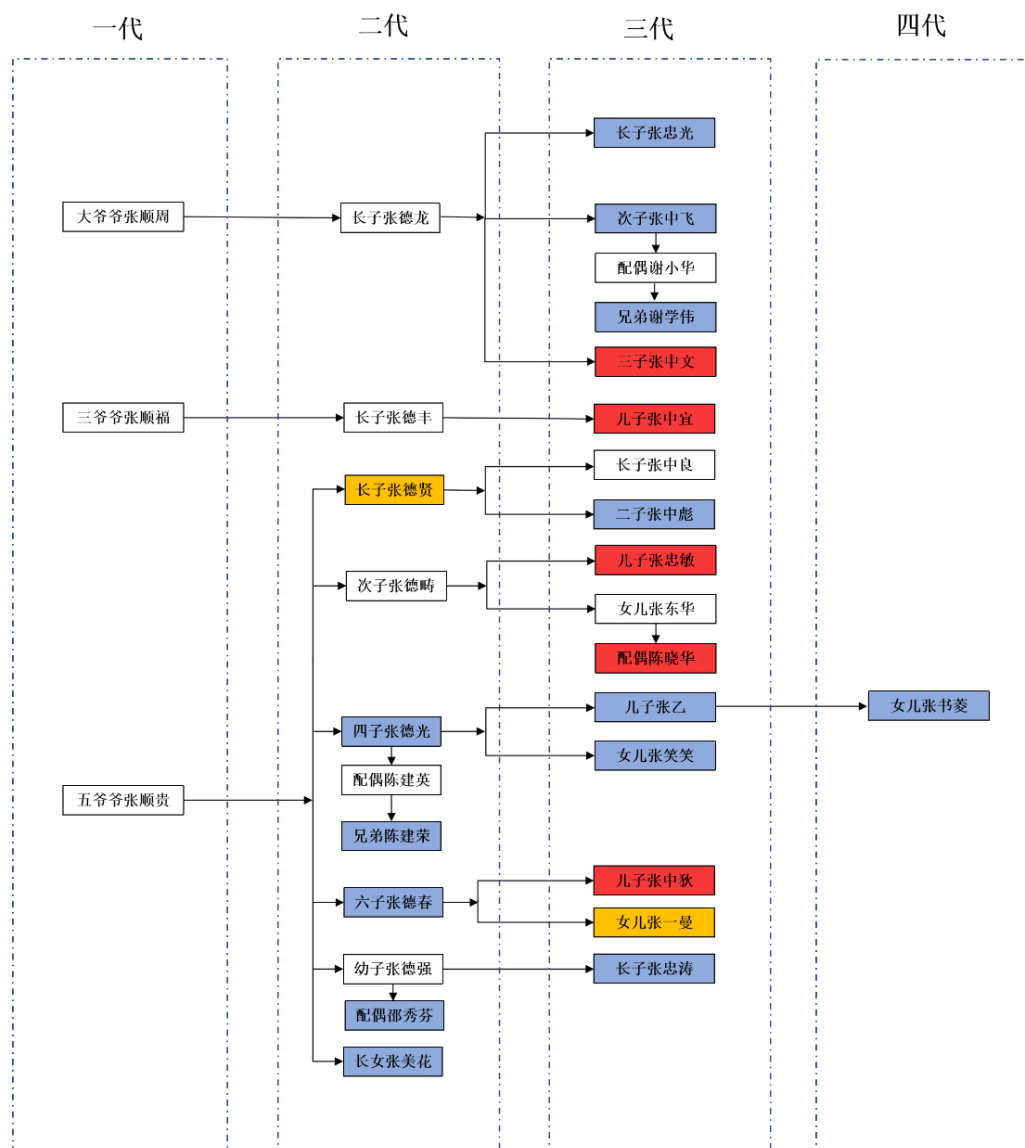 一代
二代
三代
四代
长子张忠光
大爷爷张顺周
长子张德龙
次子张中飞
配偶谢小华
兄弟谢学伟
三子张中文
三爷爷张顺福
长子张德丰
儿子张中宜
长子张德贤
长子张中良
二子张中彪
次子张德畴
儿子张忠敏
女儿张东华
配偶陈晓华
四子张德光
儿子张乙
女儿张书菱
女儿张笑笑
配偶陈建英
五爷爷张顺贵
兄弟陈建荣
六子张德春
儿子张中狄
女儿张一曼
幼子张德强
长子张忠涛
配偶邵秀芬
长女张美花